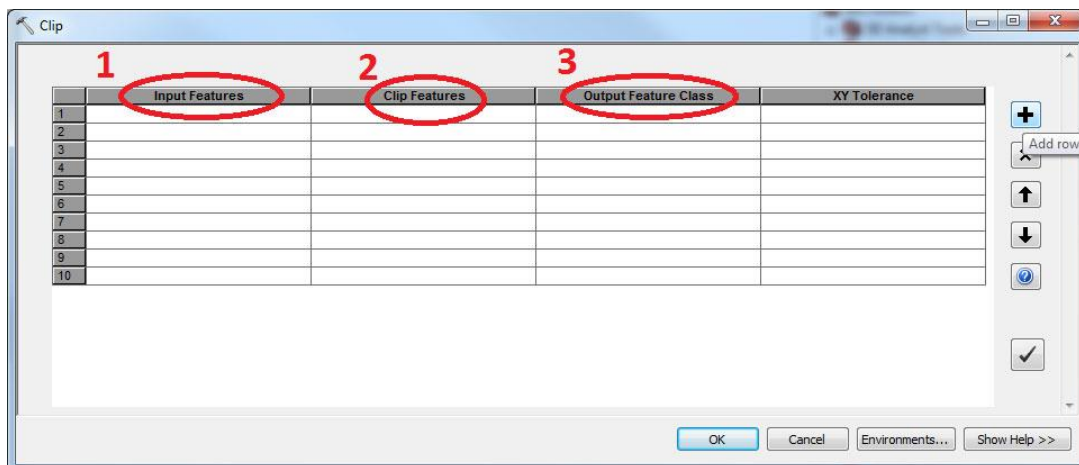 Clip
1 2 3
Input Features Clip Features Output Feature Class XY Tolerance
1
2
3
4
5
6
7
8
9
10
Add row
OK Cancel Environments... Show Help >>